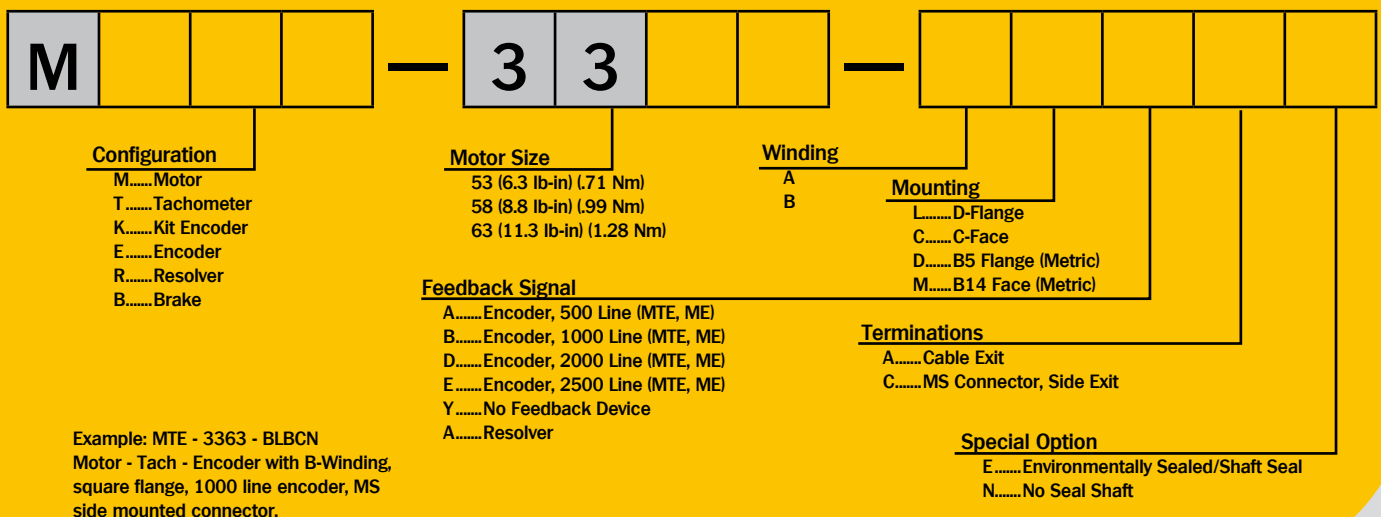 M — 3 3 —
Configuration
M......Motor
T......Tachometer
K.......Kit Encoder
E.......Encoder
R.......Resolver
B.......Brake
Motor Size
53 (6.3 lb-in) (.71 Nm)
58 (8.8 lb-in) (.99 Nm)
63 (11.3 lb-in) (1.28 Nm)
Winding
A
B
Mounting
L........D-Flange
C.......C-Face
D.......B5 Flange (Metric)
M......B14 Face (Metric)
Feedback Signal
A.......Encoder, 500 Line (MTE, ME)
B.......Encoder, 1000 Line (MTE, ME)
D.......Encoder, 2000 Line (MTE, ME)
E.......Encoder, 2500 Line (MTE, ME)
Y.......No Feedback Device
A.......Resolver
Terminations
A.......Cable Exit
C.......MS Connector, Side Exit
Special Option
E.......Environmentally Sealed/Shaft Seal
N.......No Seal Shaft
Example: MTE - 3363 - BLBCN
Motor - Tach - Encoder with B-Winding,
square flange, 1000 line encoder, MS
side mounted connector.